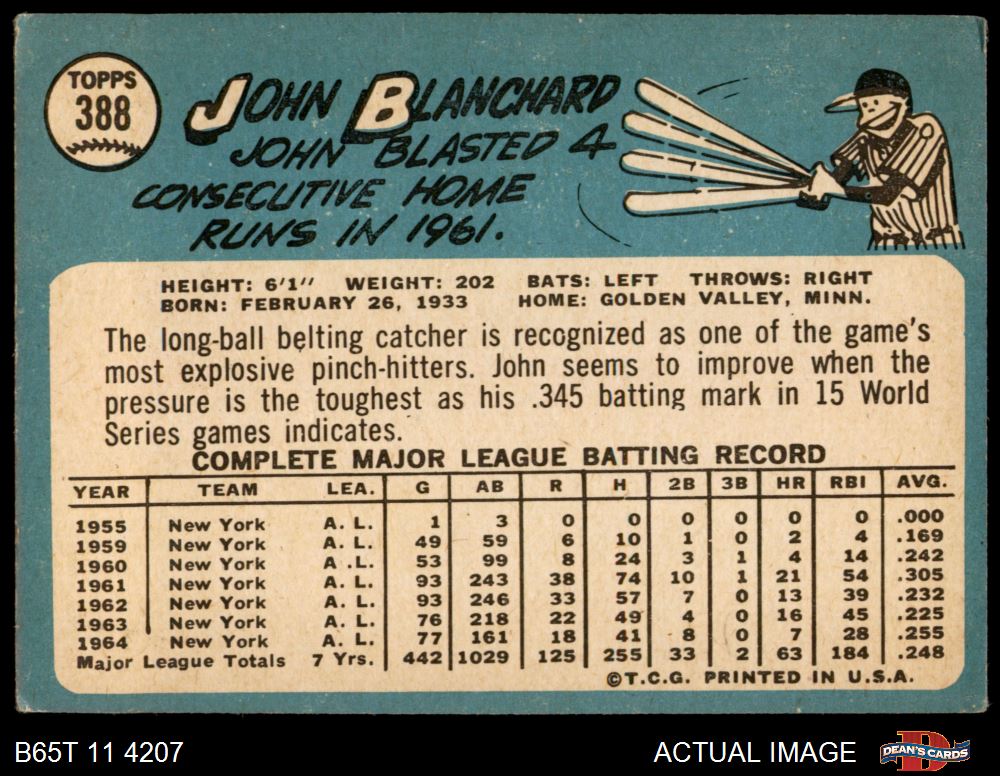 TOPPS
388
JOHN BLANCHARD
JOHN BLASTED 4
CONSECUTIVE HOME
RUNS IN 1961.
HEIGHT: 6'1" WEIGHT: 202 BATS: LEFT THROWS: RIGHT
BORN: FEBRUARY 26, 1933 HOME: GOLDEN VALLEY, MINN.
The long-ball belting catcher is recognized as one of the game's
most explosive pinch-hitters. John seems to improve when the
pressure is the toughest as his .345 batting mark in 15 World
Series games indicates.
COMPLETE MAJOR LEAGUE BATTING RECORD
YEAR TEAM LEA. G AB R H 2B 3B HR RBI AVG.
1955 New York A. L. 1 3 0 0 0 0 0 0 .000
1959 New York A. L. 49 59 6 10 1 0 2 4 .169
1960 New York A .L. 53 99 8 24 3 1 4 14 .242
1961 New York A. L. 93 243 38 74 10 1 21 54 .305
1962 New York A. L. 93 246 33 57 7 0 13 39 .232
1963 New York A. L. 76 218 22 49 4 0 16 45 .225
1964 New York A. L. 77 161 18 41 8 0 7 28 .255
Major League Totals 7 Yrs. 442 1029 125 255 33 2 63 184 .248
©T.C.G. PRINTED IN U.S.A.
B65T 11 4207 ACTUAL IMAGE D DEAN'S CARDS